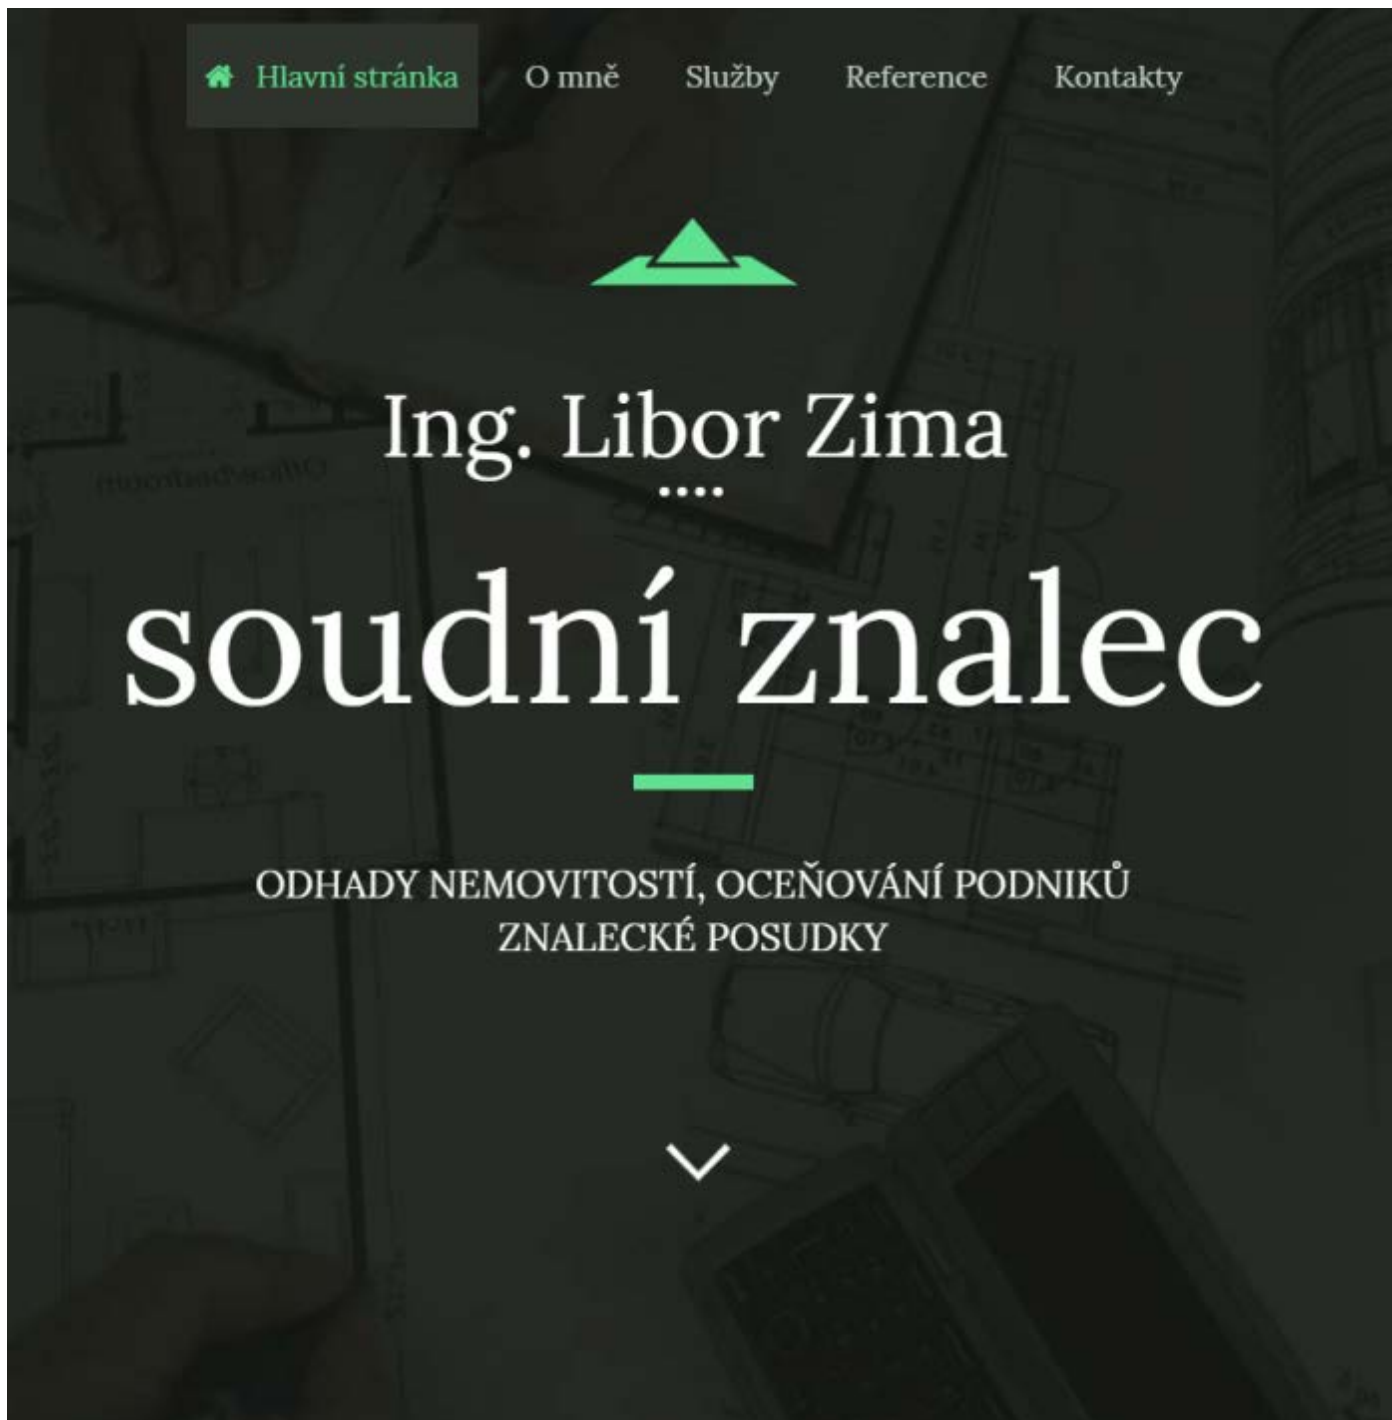 Hlavní stránka O mně Služby Reference Kontakty
Ing. Libor Zima
soudní znalec
ODHADY NEMOVITOSTÍ, OCEŇOVÁNÍ PODNIKŮ
ZNALECKÉ POSUDKY